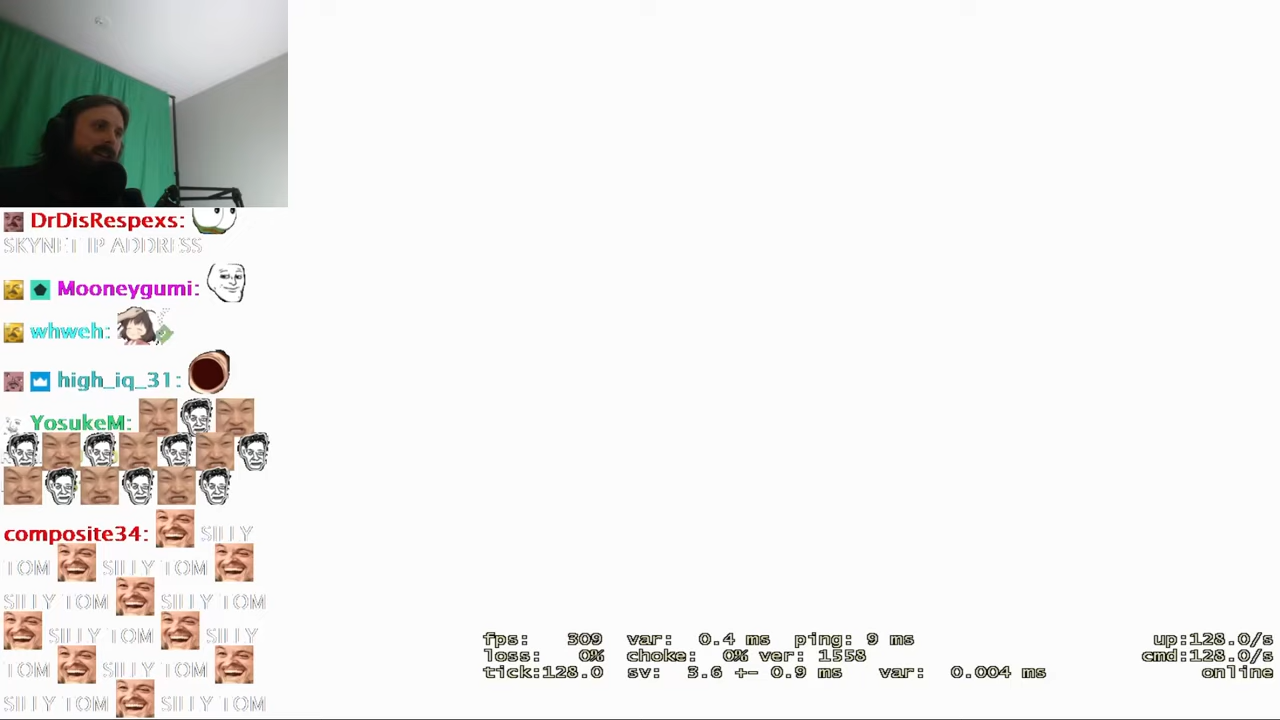 DrDisRespexs:
SKYNET IP ADDRESS
Mooneygumi:
whweh:
high_iq_31:
YosukeM:
composite34: SILLY
TOM SILLY TOM
SILLY TOM SILLY TOM
SILLY TOM SILLY
TOM SILLY TOM
SILLY TOM SILLY TOM
fps: 309 var: 0.4 ms ping: 9 ms up:128.0/s
loss: 0% choke: 0% ver: 1558 cmd:128.0/s
tick:128.0 sv: 3.6 +- 0.9 ms var: 0.004 ms online